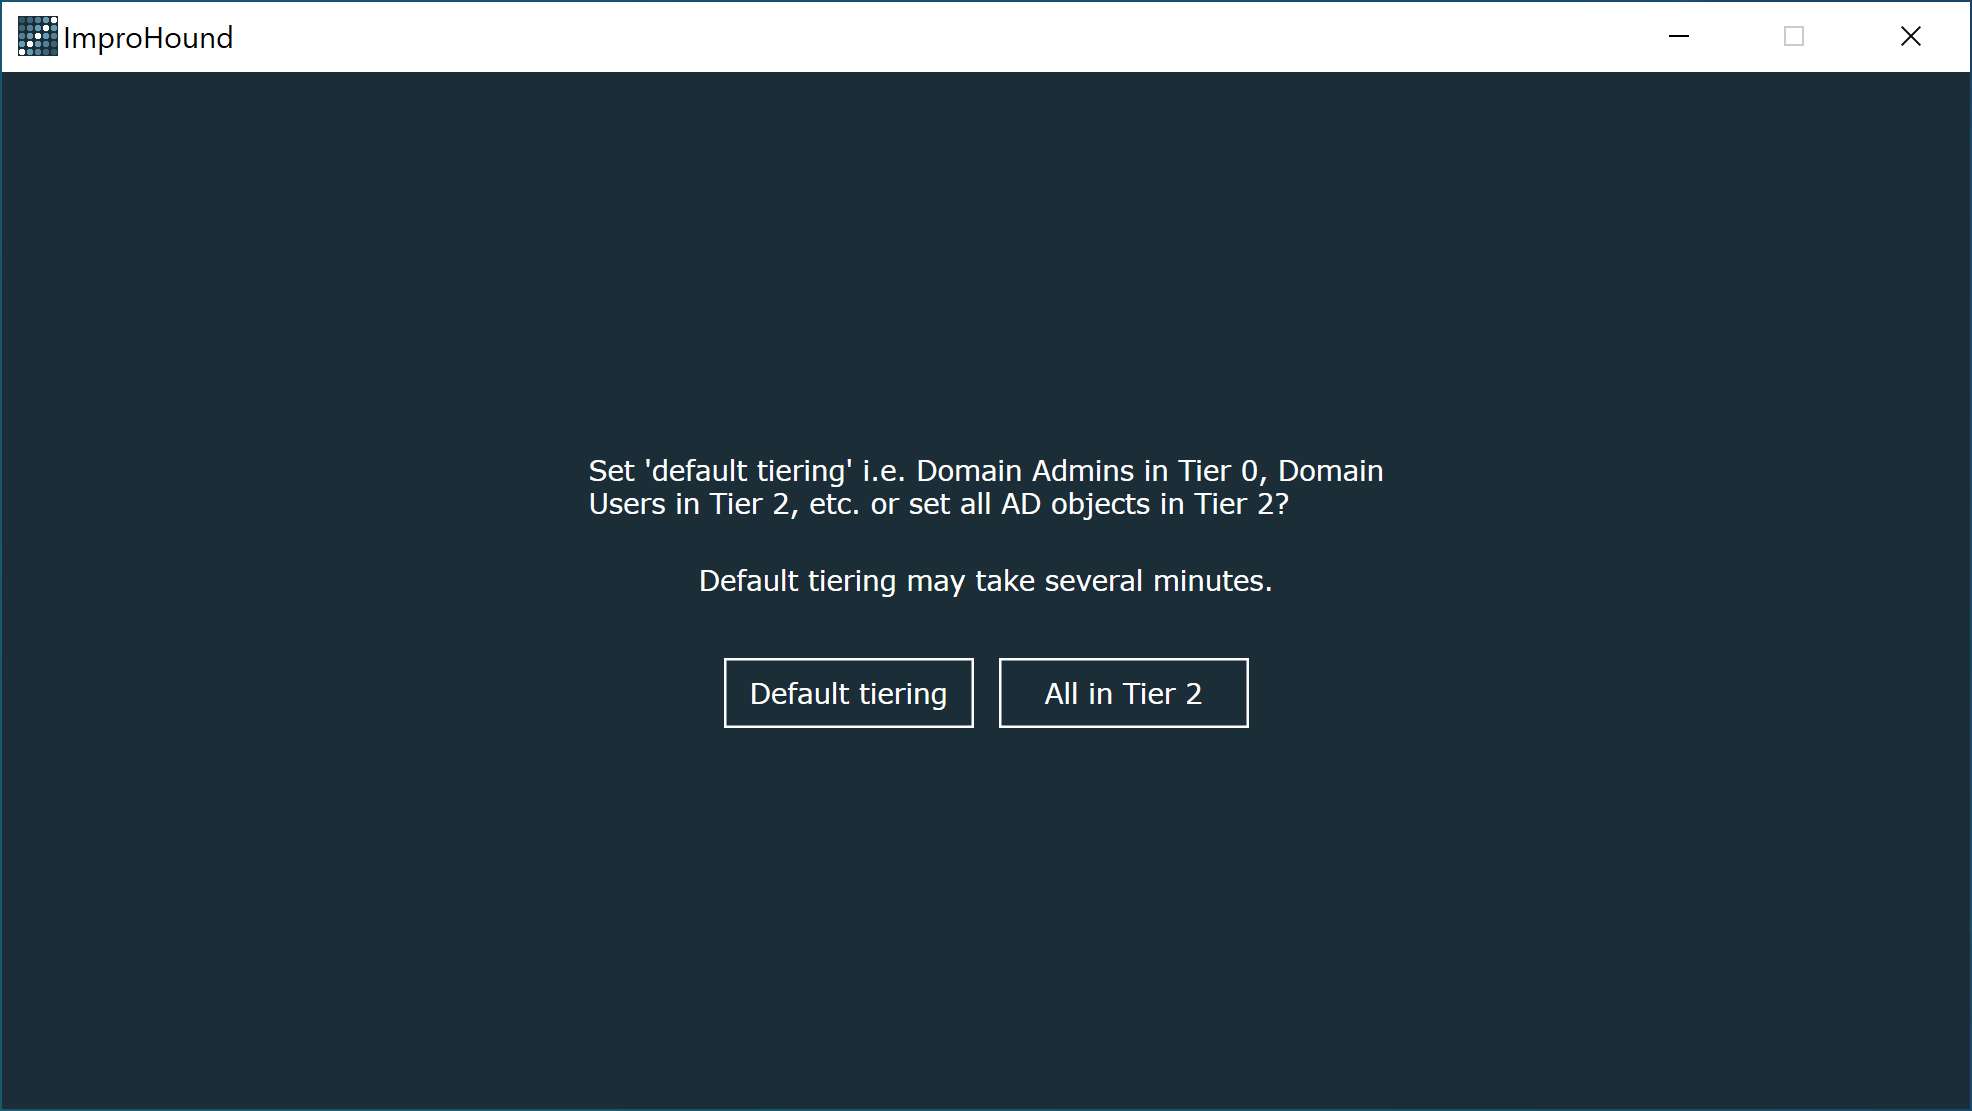 ImproHound
Set 'default tiering' i.e. Domain Admins in Tier 0, Domain
Users in Tier 2, etc. or set all AD objects in Tier 2?
Default tiering may take several minutes.
Default tiering
All in Tier 2